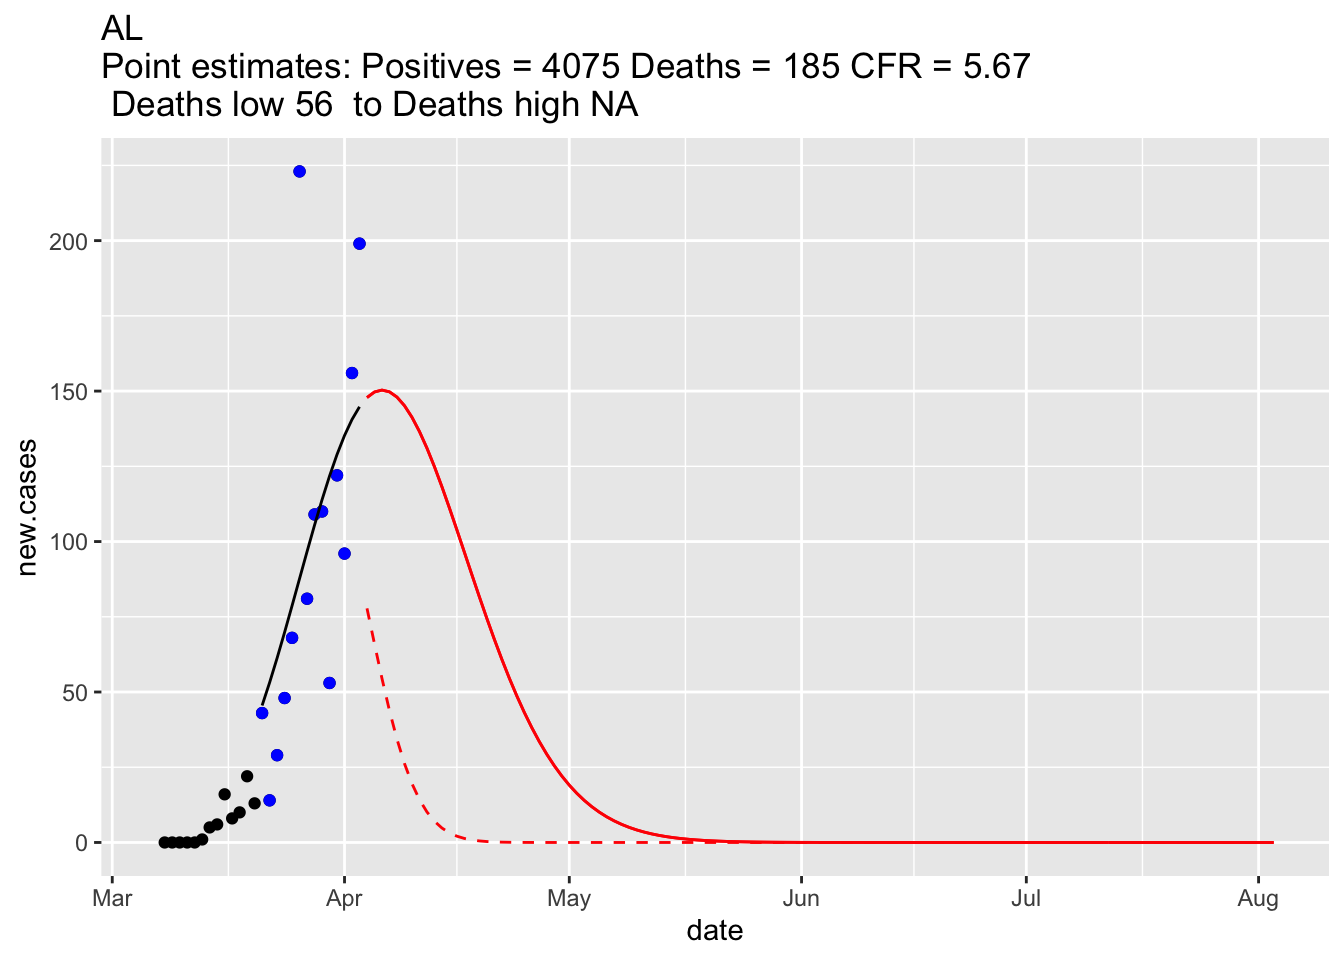 AL
Point estimates: Positives = 4075 Deaths = 185 CFR = 5.67
Deaths low 56  to Deaths high NA
200
150
100
50
0
new.cases
Mar Apr May Jun Jul Aug
date